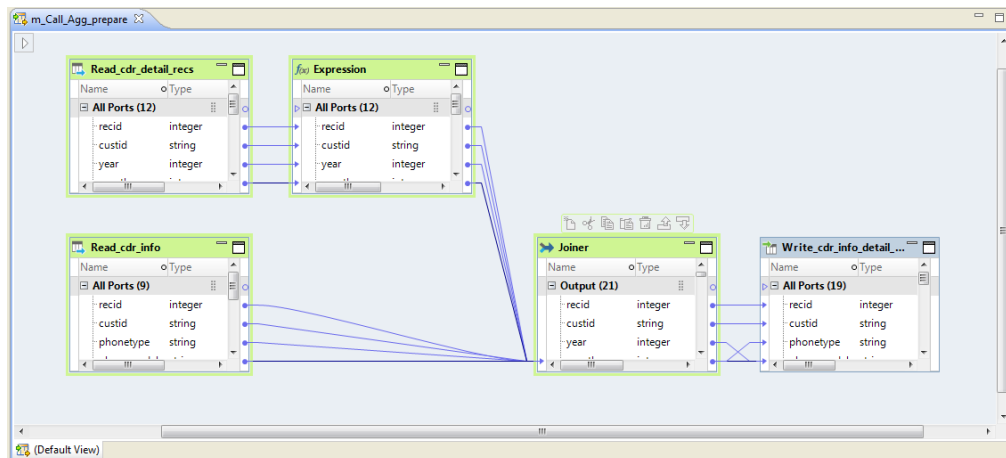 m_Call_Agg_prepare
Read_cdr_detail_recs
Name Type
All Ports (12)
recid integer
custid string
year integer
f(x) Expression
Name Type
All Ports (12)
recid integer
custid string
year integer
Read_cdr_info
Name Type
All Ports (9)
recid integer
custid string
phonetype string
Joiner
Name Type
Output (21)
recid integer
custid string
year integer
Write_cdr_info_detail_...
Name Type
All Ports (19)
recid integer
custid string
phonetype string
(Default View)